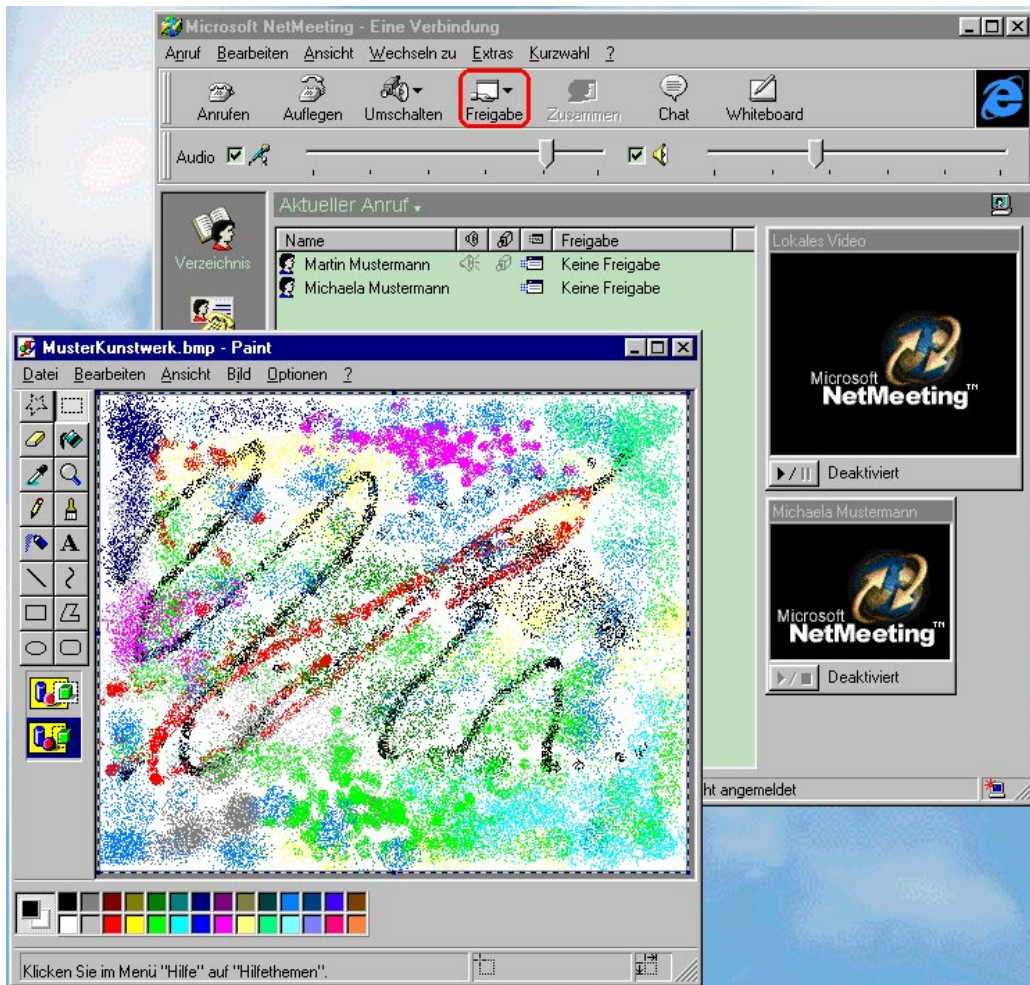 Microsoft NetMeeting - Eine Verbindung
Anruf Bearbeiten Ansicht Wechseln zu Extras Kurzwahl ?
Anrufen Auflegen Umschalten Freigabe Zusammen Chat Whiteboard
Audio
Aktueller Anruf
Verzeichnis
Name Freigabe
Martin Mustermann Keine Freigabe
Michaela Mustermann Keine Freigabe
Lokales Video
Microsoft
NetMeeting™
Deaktiviert
Michaela Mustermann
Microsoft
NetMeeting™
Deaktiviert
ht angemeldet
MusterKunstwerk.bmp - Paint
Datei Bearbeiten Ansicht Bild Optionen ?
A
Klicken Sie im Menü "Hilfe" auf "Hilfethemen".